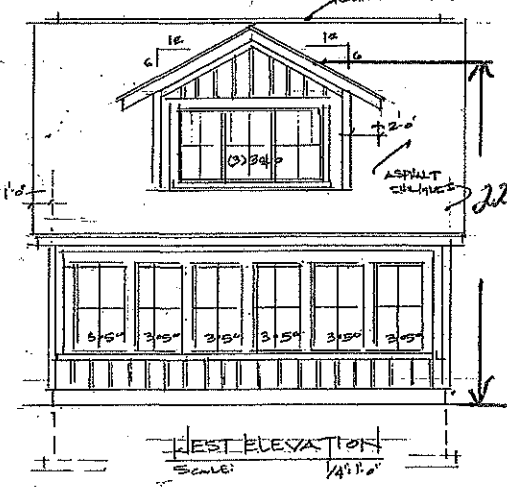 12 12
6 6
2'-0"
(3) 3040
ASPHALT
SHINGLES
1'-0"
22
3050 3050 3050 3050 3050 3050
WEST ELEVATION
SCALE: 1/4"=1'-0"